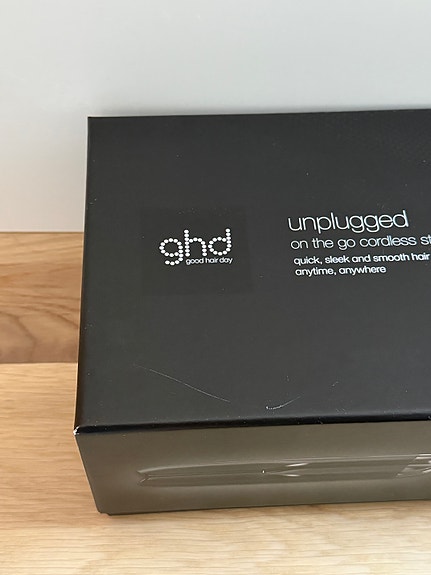 ghd
good hair day
unplugged
on the go cordless st
quick, sleek and smooth hair
anytime, anywhere